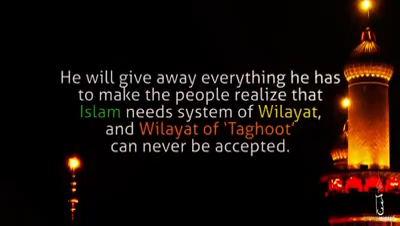 He will give away everything he has
to make the people realize that
Islam needs system of Wilayat,
and Wilayat of ‘Taghoot’
can never be accepted.